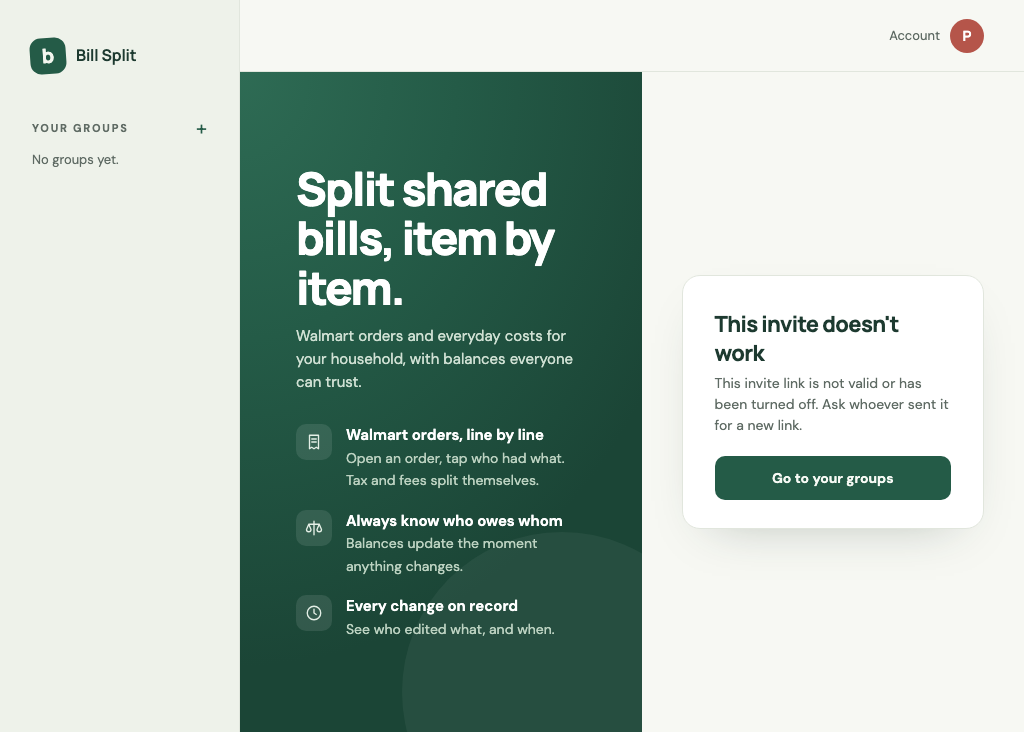 b Bill Split
Account P
YOUR GROUPS +
No groups yet.
Split shared
bills, item by
item.
Walmart orders and everyday costs for
your household, with balances everyone
can trust.
Walmart orders, line by line
Open an order, tap who had what.
Tax and fees split themselves.
Always know who owes whom
Balances update the moment
anything changes.
Every change on record
See who edited what, and when.
This invite doesn't
work
This invite link is not valid or has
been turned off. Ask whoever sent it
for a new link.
Go to your groups